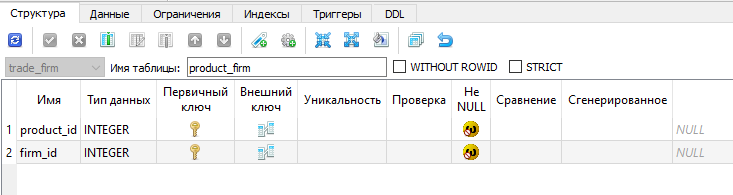 Структура Данные Ограничения Индексы Триггеры DDL
trade_firm Имя таблицы: product_firm WITHOUT ROWID STRICT
Имя Тип данных Первичный ключ Внешний ключ Уникальность Проверка Не NULL Сравнение Сгенерированное
1 product_id INTEGER NULL
2 firm_id INTEGER NULL